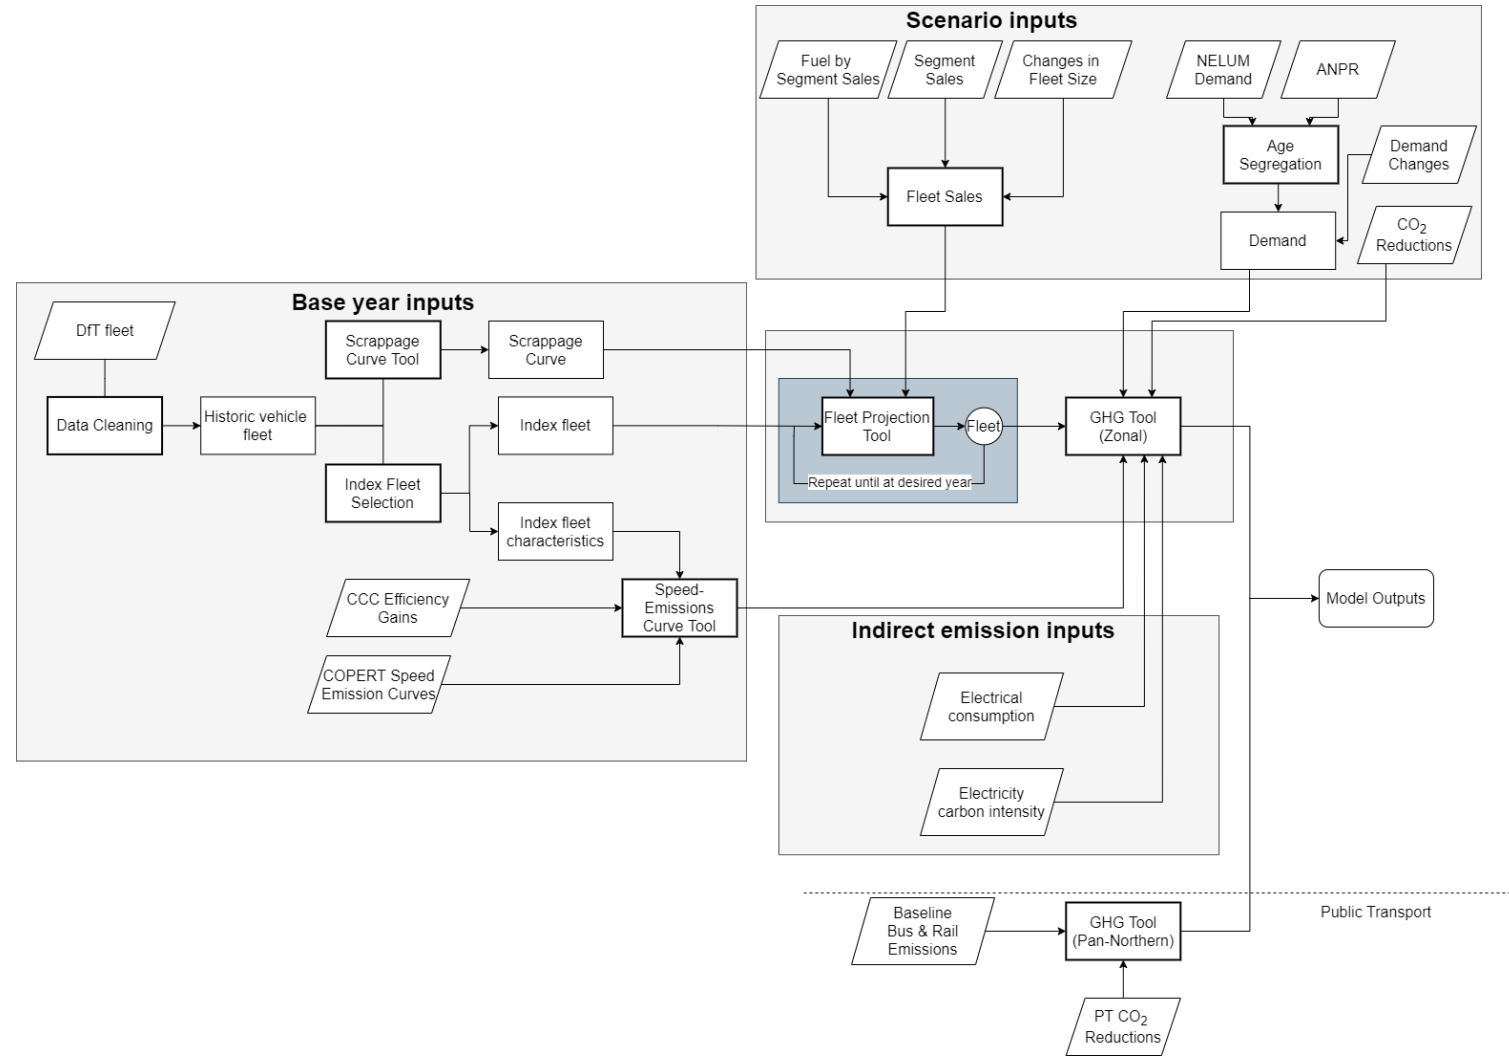 Scenario inputs
Fuel by
Segment Sales
Segment
Sales
Changes in
Fleet Size
NELUM
Demand
ANPR
Age
Segregation
Demand
Changes
Fleet Sales
Demand
CO2
Reductions
Base year inputs
DfT fleet
Scrappage
Curve Tool
Scrappage
Curve
Data Cleaning
Historic vehicle
fleet
Index fleet
Index Fleet
Selection
Index fleet
characteristics
CCC Efficiency
Gains
Speed-
Emissions
Curve Tool
COPERT Speed
Emission Curves
Fleet Projection
Tool
Fleet
Repeat until at desired year
GHG Tool
(Zonal)
Model Outputs
Indirect emission inputs
Electrical
consumption
Electricity
carbon intensity
Public Transport
Baseline
Bus & Rail
Emissions
GHG Tool
(Pan-Northern)
PT CO2
Reductions